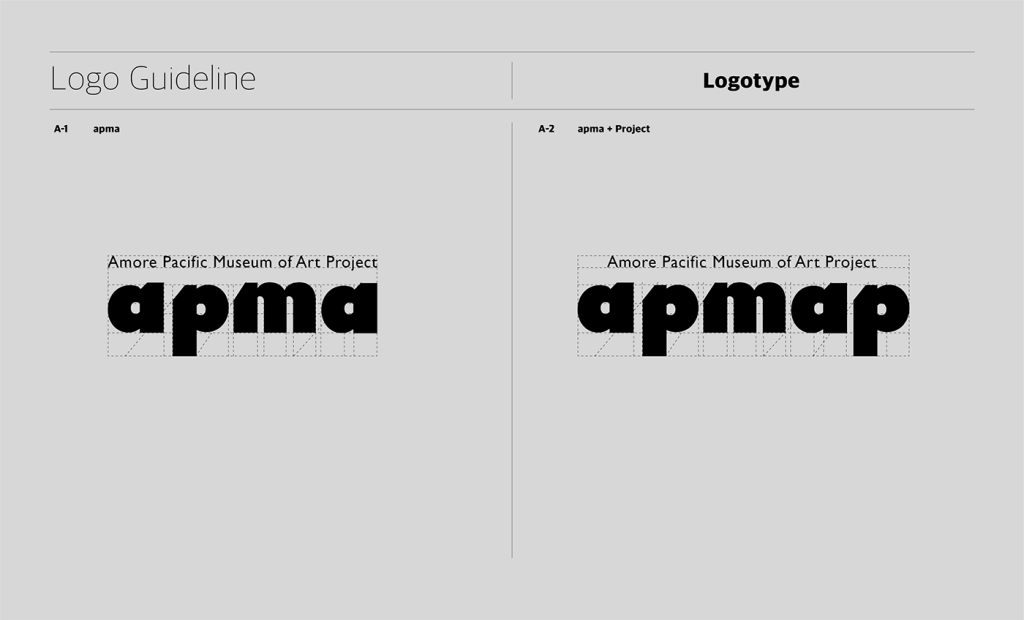 Logo Guideline
Logotype
A-1 apma
Amore Pacific Museum of Art Project
apma
A-2 apma + Project
Amore Pacific Museum of Art Project
apmap